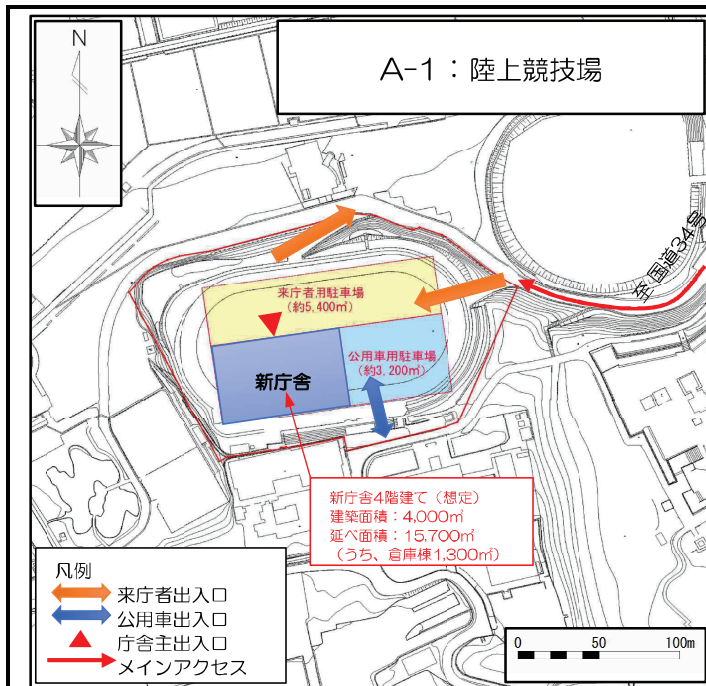 N
A-1：陸上競技場
至国道34号
来庁者用駐車場
(約5,400㎡)
公用車用駐車場
(約3,200㎡)
新庁舎
新庁舎4階建て（想定）
建築面積：4,000㎡
延べ面積：15,700㎡
（うち、倉庫棟1,300㎡）
凡例
来庁者出入口
公用車出入口
庁舎主出入口
メインアクセス
0 50 100m